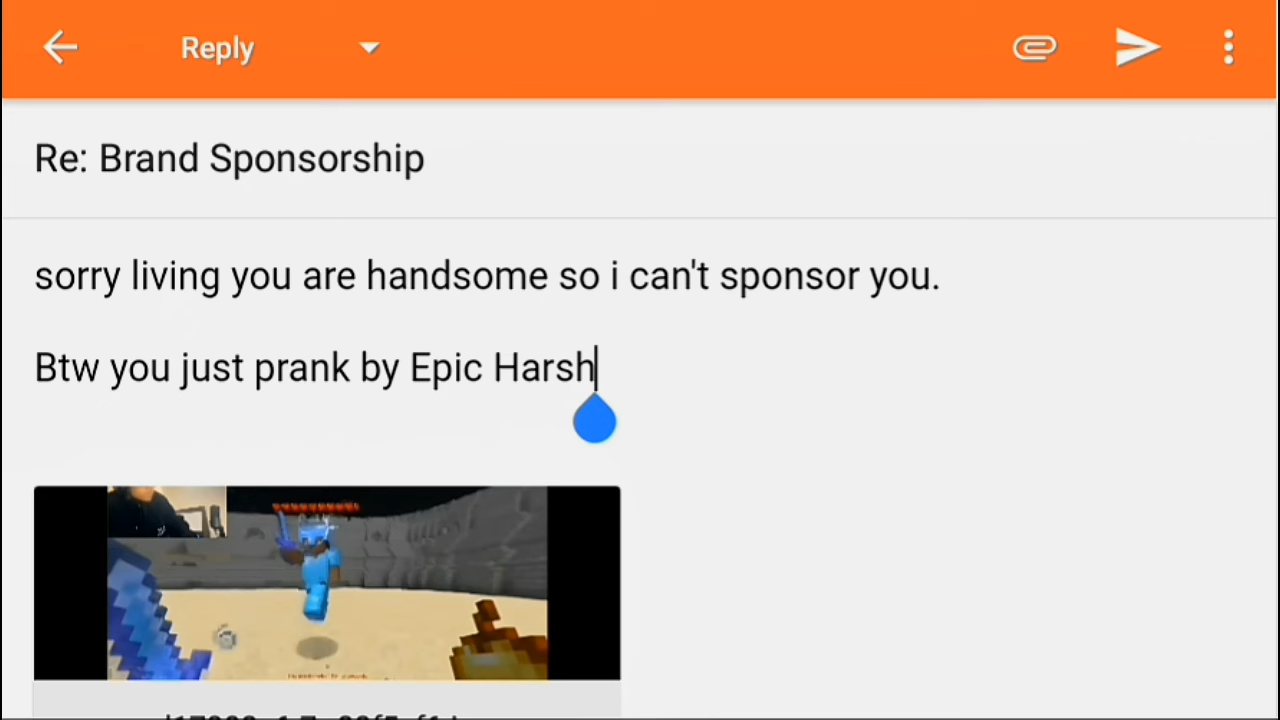 Reply
Re: Brand Sponsorship
sorry living you are handsome so i can't sponsor you.
Btw you just prank by Epic Harsh